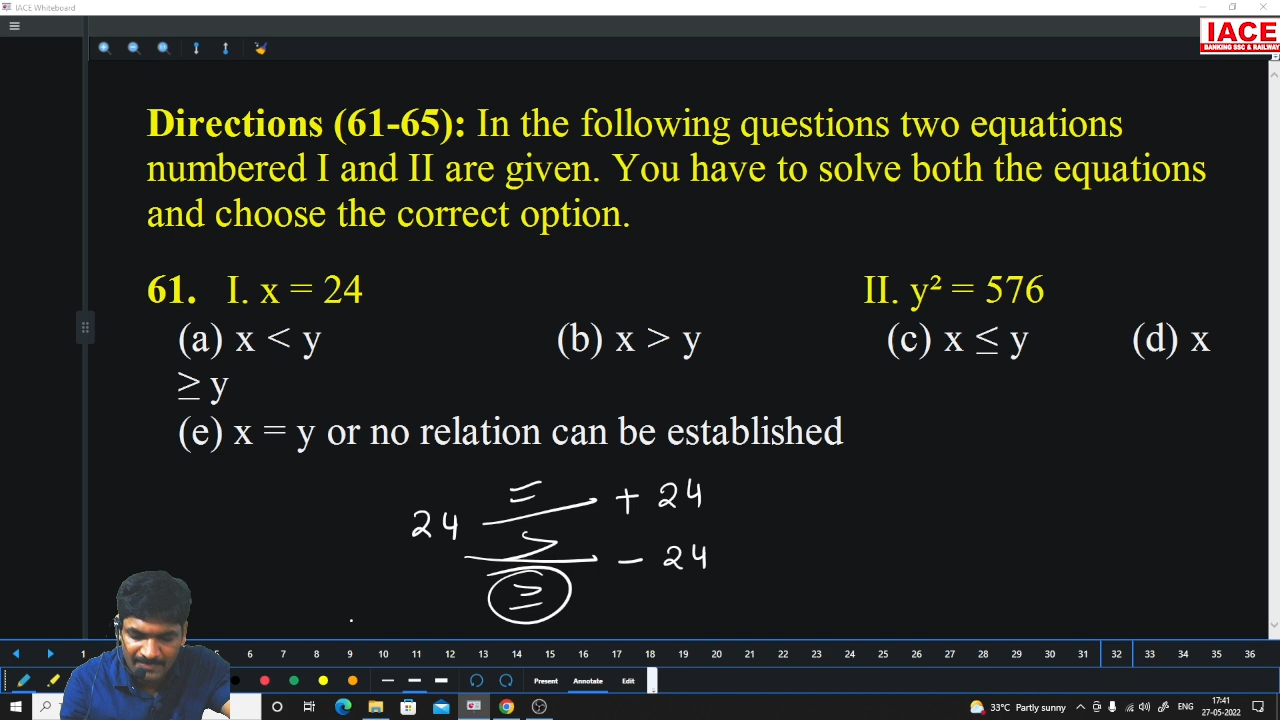 IACE Whiteboard
IACE
BANKING SSC & RAILWAY
Directions (61-65): In the following questions two equations
numbered I and II are given. You have to solve both the equations
and choose the correct option.
61. I. x = 24 II. y² = 576
(a) x < y (b) x > y (c) x ≤ y (d) x
≥ y
(e) x = y or no relation can be established
= + 24
24
> - 24
≥
1 5 6 7 8 9 10 11 12 13 14 15 16 17 18 19 20 21 22 23 24 25 26 27 28 29 30 31 32 33 34 35 36
Present Annotate Edit
33°C Partly sunny ENG 17:41
27-05-2022